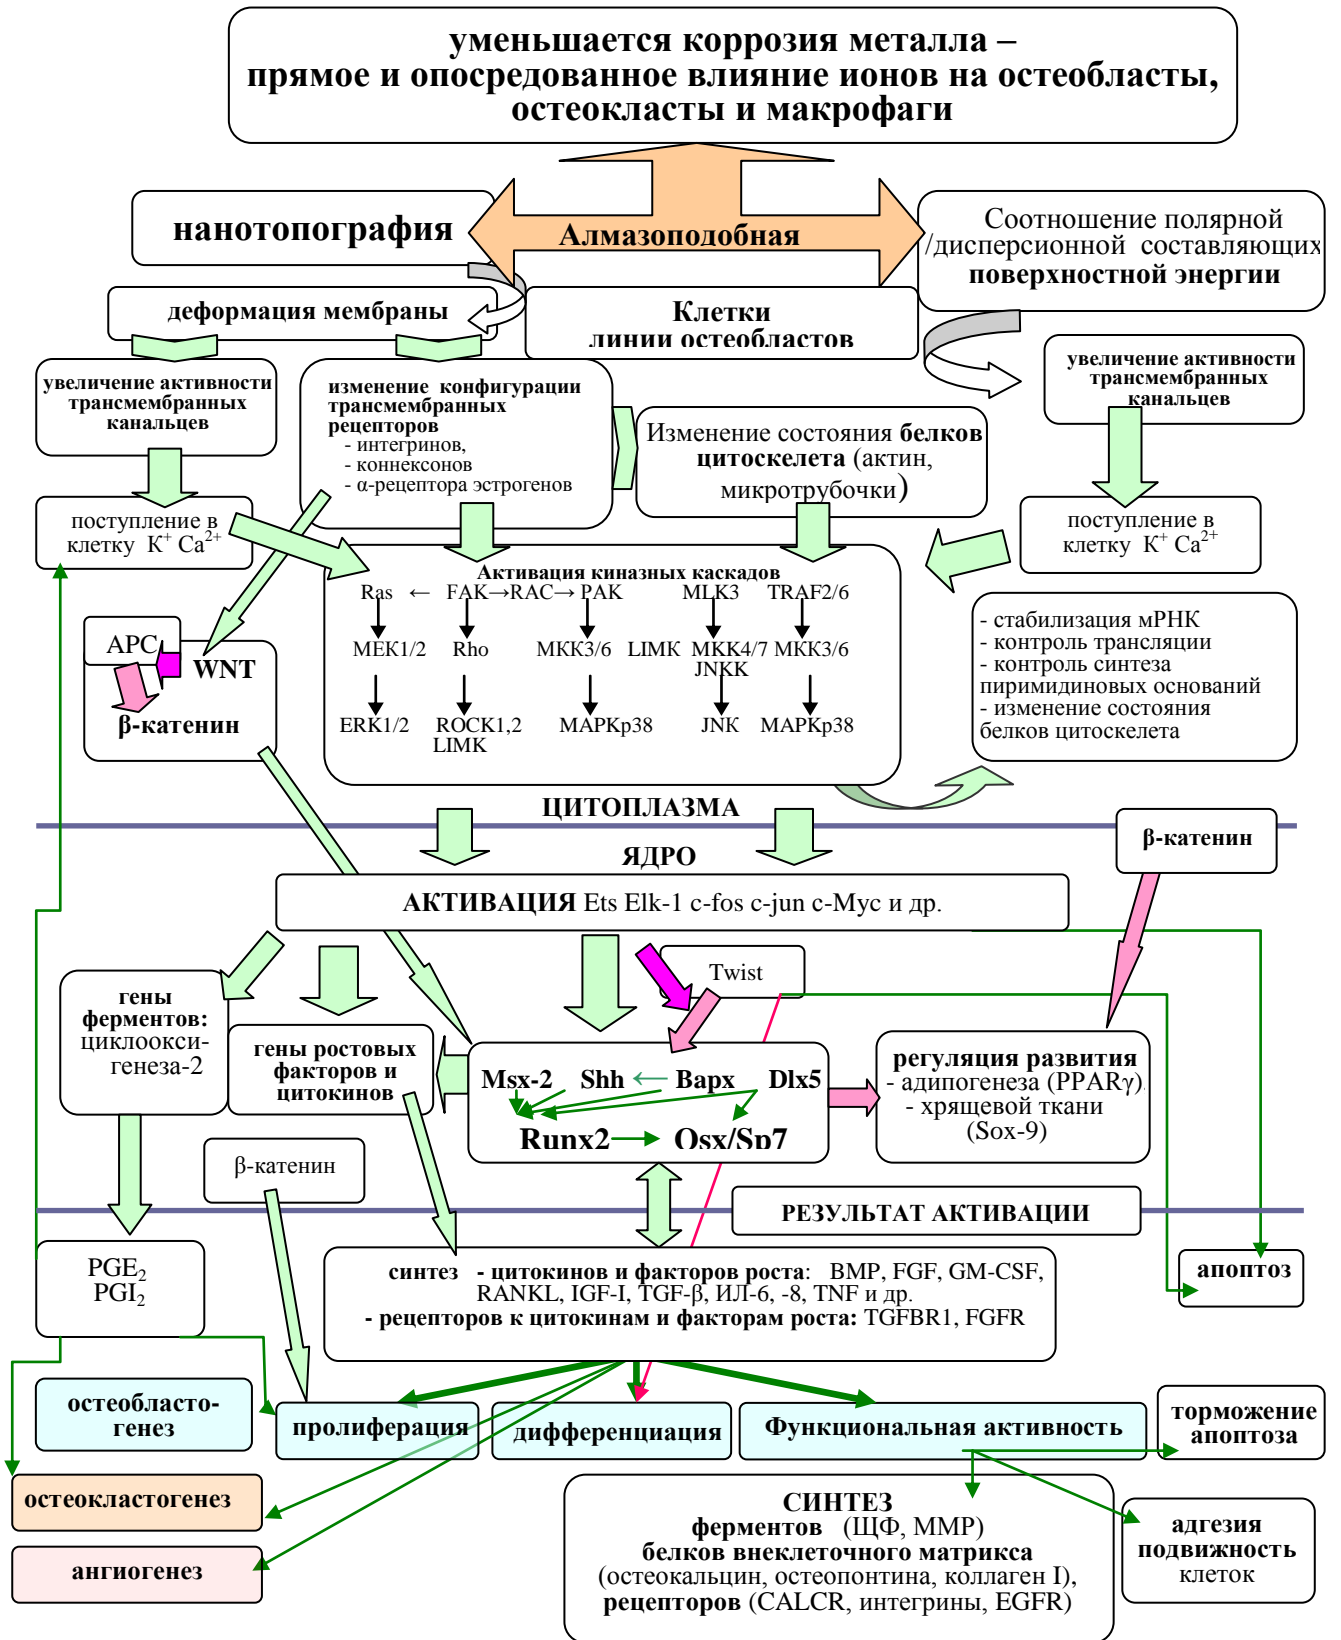 уменьшается коррозия металла –
прямое и опосредованное влияние ионов на остеобласты,
остеокласты и макрофаги
нанотопография
Алмазоподобная
Соотношение полярной
/дисперсионной составляющих
поверхностной энергии
деформация мембраны
Клетки
линии остеобластов
увеличение активности
трансмембранных
канальцев
изменение конфигурации
трансмембранных
рецепторов
- интегринов,
- коннексонов
- α-рецептора эстрогенов
Изменение состояния белков
цитоскелета (актин,
микротрубочки)
увеличение активности
трансмембранных
канальцев
поступление в
клетку К⁺ Ca²⁺
поступление в
клетку К⁺ Ca²⁺
Активация киназных каскадов
Ras ← FAK→RAC→PAK MLK3 TRAF2/6
МЕК1/2 Rho МКК3/6 LIMK МКК4/7 МКК3/6
JNKK
ERK1/2 ROCK1,2 MAPKp38 JNK MAPKp38
LIMK
- стабилизация мРНК
- контроль трансляции
- контроль синтеза
пиримидиновых оснований
- изменение состояния
белков цитоскелета
APC
WNT
β-катенин
ЦИТОПЛАЗМА
ЯДРО
β-катенин
АКТИВАЦИЯ Ets Elk-1 c-fos c-jun c-Myc и др.
Twist
гены
ферментов:
циклоокси-
генеза-2
гены ростовых
факторов и
цитокинов
Msx-2 Shh ← Bapx Dlx5
Runx2 → Osx/Sp7
регуляция развития
- адипогенеза (PPARγ)
- хрящевой ткани
(Sox-9)
β-катенин
РЕЗУЛЬТАТ АКТИВАЦИИ
PGE₂
PGI₂
синтез - цитокинов и факторов роста: BMP, FGF, GM-CSF,
RANKL, IGF-I, TGF-β, ИЛ-6, -8, TNF и др.
- рецепторов к цитокинам и факторам роста: TGFBR1, FGFR
апоптоз
остеобласто-
генез
пролиферация
дифференциация
Функциональная активность
торможение
апоптоза
остеокластогенез
ангиогенез
СИНТЕЗ
ферментов (ЩФ, ММР)
белков внеклеточного матрикса
(остеокальцин, остеопонтина, коллаген I),
рецепторов (CALCR, интегрины, EGFR)
адгезия
подвижность
клеток